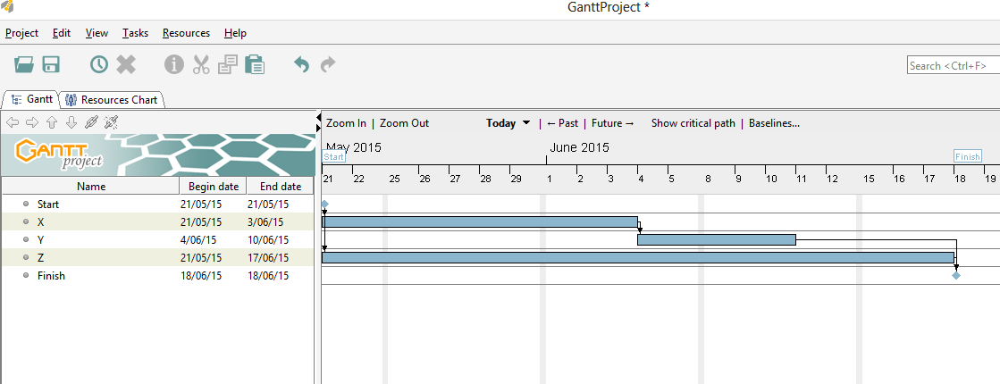 GanttProject *
Project Edit View Tasks Resources Help
Search <Ctrl+F>
Gantt Resources Chart
Zoom In | Zoom Out Today | ← Past | Future → Show critical path | Baselines...
GANTT project
May 2015 June 2015
Start Finish
21 22 25 26 27 28 29 1 2 3 4 5 8 9 10 11 12 15 16 17 18 19
Name Begin date End date
Start 21/05/15 21/05/15
X 21/05/15 3/06/15
Y 4/06/15 10/06/15
Z 21/05/15 17/06/15
Finish 18/06/15 18/06/15